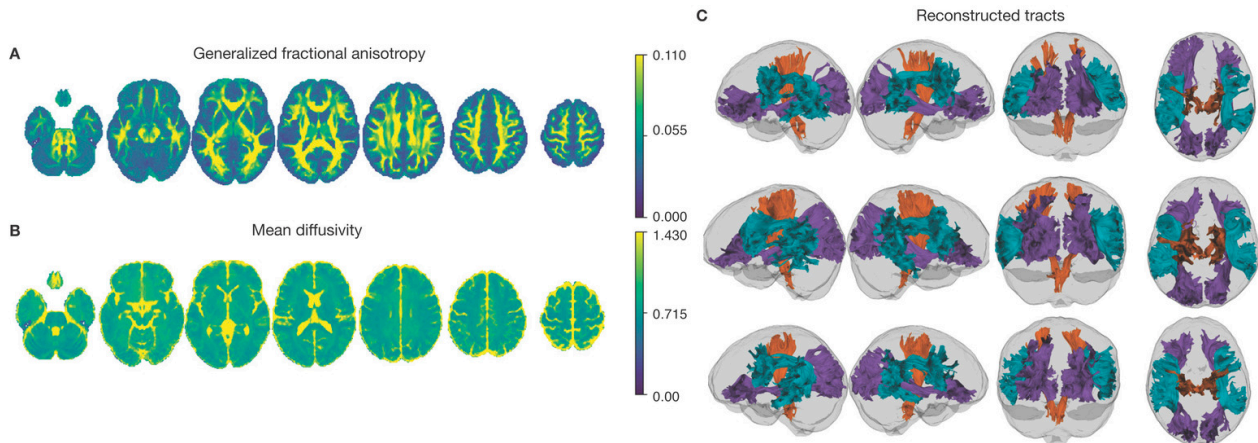 A
Generalized fractional anisotropy
0.110
0.055
0.000
B
Mean diffusivity
1.430
0.715
0.00
C
Reconstructed tracts